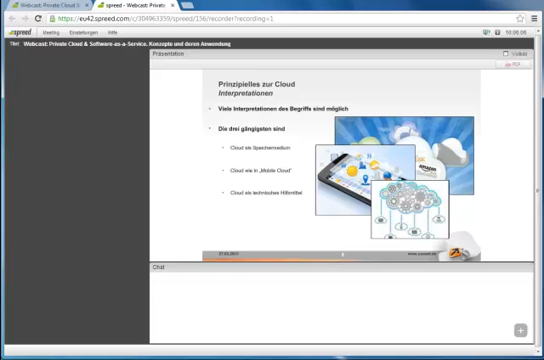 Webcast: Private Cloud S
spreed - Webcast: Privat
https://eu42.spreed.com/c/304963359/spreed/156/recorder?recording=1
spreed Meeting Einstellungen Hilfe
Titel Webcast: Private Cloud & Software-as-a-Service, Konzepte und deren Anwendung
Präsentation
Vollbild
PDF
Prinzipielles zur Cloud
Interpretationen
Viele Interpretationen des Begriffs sind möglich
Die drei gängigsten sind
Cloud als Speichermedium
Cloud wie in „Mobile Cloud“
Cloud als technisches Hilfsmittel
amazon
Chat